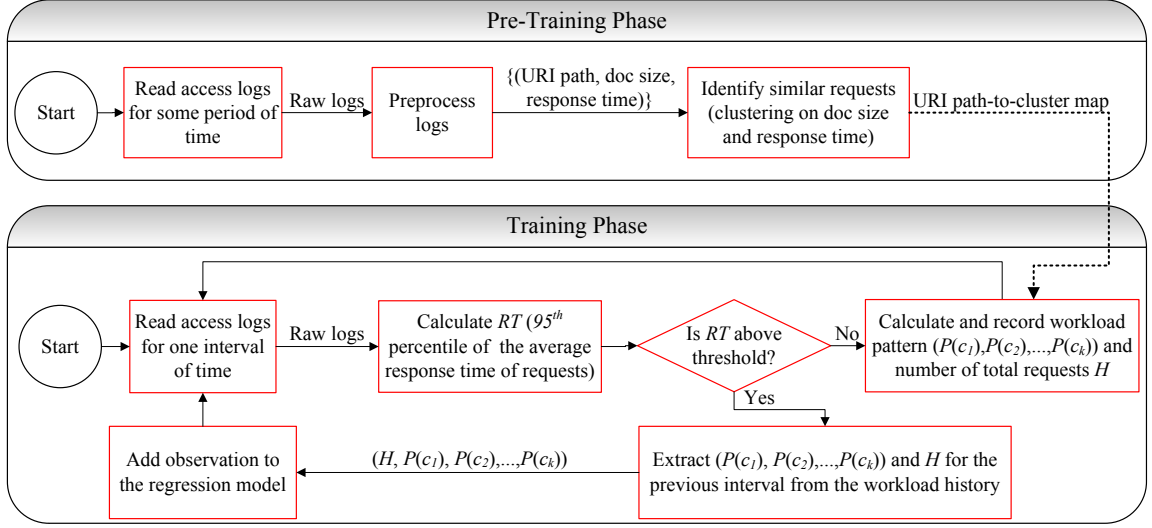 Pre-Training Phase
Start
Read access logs
for some period of
time
Raw logs
Preprocess
logs
{(URI path, doc size,
response time)}
Identify similar requests
(clustering on doc size
and response time)
URI path-to-cluster map
Training Phase
Start
Read access logs
for one interval
of time
Raw logs
Calculate RT (95th
percentile of the average
response time of requests)
Is RT above
threshold?
No
Calculate and record workload
pattern (P(c1),P(c2),...,P(ck)) and
number of total requests H
Yes
Extract (P(c1), P(c2),...,P(ck)) and H for the
previous interval from the workload history
(H, P(c1), P(c2),...,P(ck))
Add observation to
the regression model